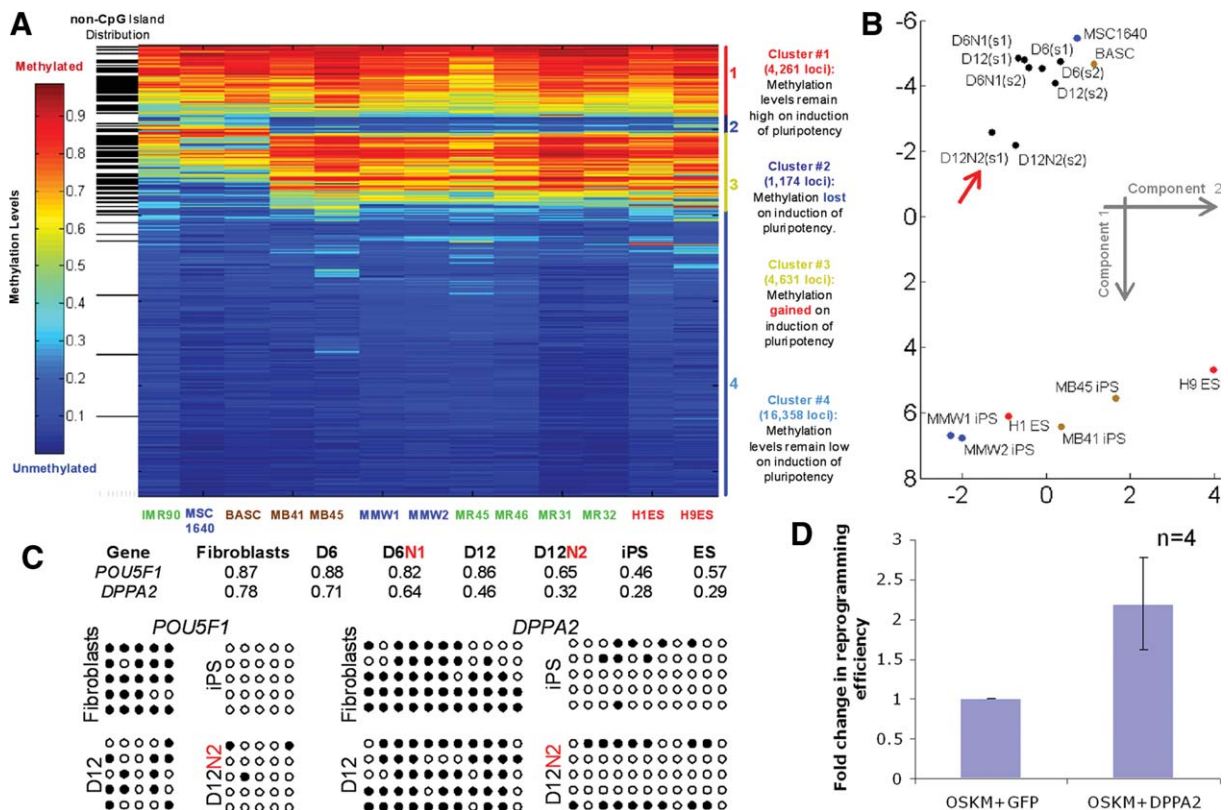 A
non-CpG Island
Distribution
Methylated
Methylation Levels
0.9
0.8
0.7
0.6
0.5
0.4
0.3
0.2
0.1
Unmethylated
1
2
3
4
Cluster #1
(4,261 loci):
Methylation
levels remain
high on induction
of pluripotency
Cluster #2
(1,174 loci):
Methylation lost
on induction of
pluripotency.
Cluster #3
(4,631 loci):
Methylation
gained on
induction of
pluripotency
Cluster #4
(16,358 loci):
Methylation
levels remain low
on induction of
pluripotency
IMR90 MSC 1640 BASC MB41 MB45 MMW1 MMW2 MR45 MR46 MR31 MR32 H1ES H9ES
B
-6
-4
-2
0
2
4
6
8
-2 0 2 4
MSC1640
BASC
D6N1(s1)
D6(s1)
D12(s1)
D6(s2)
D6N1(s2)
D12(s2)
D12N2(s1)
D12N2(s2)
Component 2
Component 1
H9 ES
MB45 iPS
MMW1 iPS
H1 ES
MB41 iPS
MMW2 iPS
C
Gene Fibroblasts D6 D6N1 D12 D12N2 iPS ES
POU5F1 0.87 0.88 0.82 0.86 0.65 0.46 0.57
DPPA2 0.78 0.71 0.64 0.46 0.32 0.28 0.29
POU5F1
DPPA2
Fibroblasts
iPS
Fibroblasts
iPS
D12
D12N2
D12
D12N2
D
n=4
Fold change in reprogramming
efficiency
3
2.5
2
1.5
1
0.5
0
OSKM+GFP OSKM+DPPA2